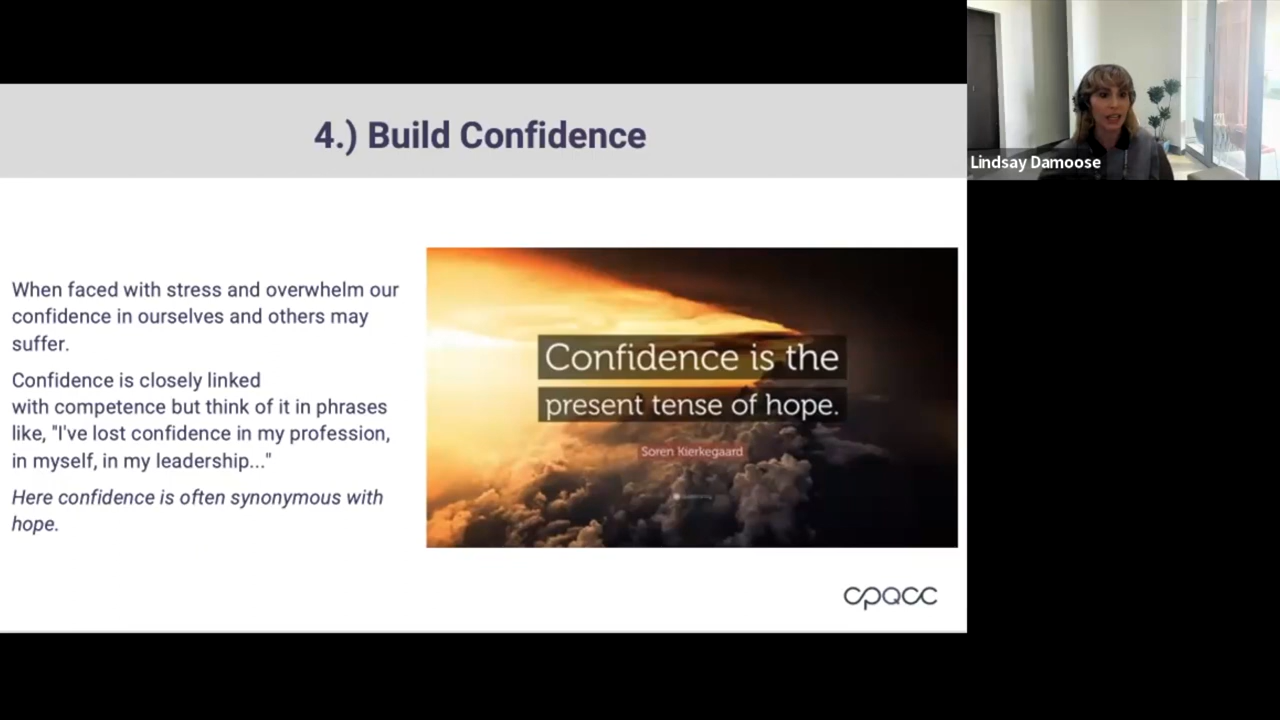 4.) Build Confidence
Lindsay Damoose
When faced with stress and overwhelm our
confidence in ourselves and others may
suffer.
Confidence is closely linked
with competence but think of it in phrases
like, "I've lost confidence in my profession,
in myself, in my leadership..."
Here confidence is often synonymous with
hope.
Confidence is the
present tense of hope.
Soren Kierkegaard
cpqcc